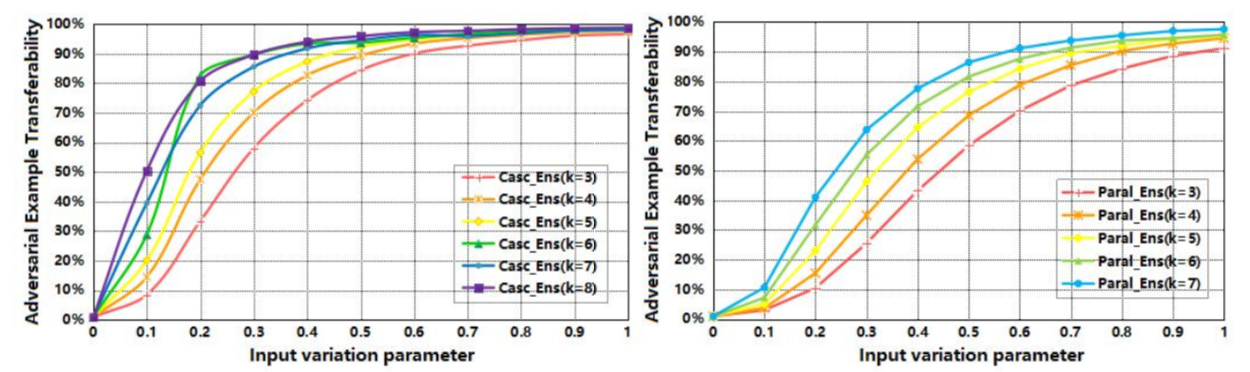 Adversarial Example Transferability
100%
90%
80%
70%
60%
50%
40%
30%
20%
10%
0%
0 0.1 0.2 0.3 0.4 0.5 0.6 0.7 0.8 0.9 1
Input variation parameter
Casc_Ens(k=3)
Casc_Ens(k=4)
Casc_Ens(k=5)
Casc_Ens(k=6)
Casc_Ens(k=7)
Casc_Ens(k=8)
Adversarial Example Transferability
100%
90%
80%
70%
60%
50%
40%
30%
20%
10%
0%
0 0.1 0.2 0.3 0.4 0.5 0.6 0.7 0.8 0.9 1
Input variation parameter
Paral_Ens(k=3)
Paral_Ens(k=4)
Paral_Ens(k=5)
Paral_Ens(k=6)
Paral_Ens(k=7)